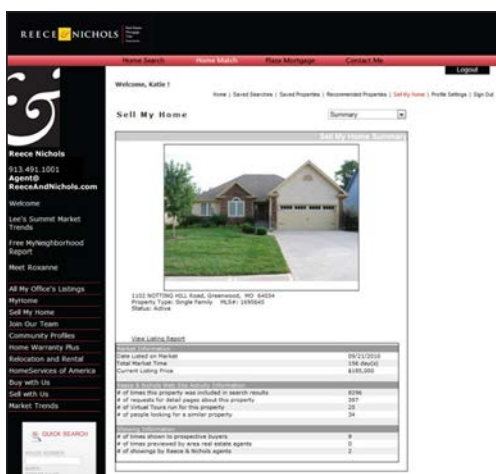 REECE & NICHOLS
Home Search Home Match Plaza Mortgage Contact Me
Logout
Welcome, Katie !
Home | Saved Searches | Saved Properties | Recommended Properties | Sell My Home | Profile Settings | Sign Out
Sell My Home
Summary
Sell My Home Summary
&
Reece Nichols
913.491.1001
Agent@
ReeceAndNichols.com
Welcome
Lee's Summit Market
Trends
Free MyNeighborhood
Report
Meet Roxanne
All My Office's Listings
MyHome
Sell My Home
Join Our Team
Community Profiles
Home Warranty Plus
Relocation and Rental
HomeServices of America
Buy with Us
Sell with Us
Market Trends
QUICK SEARCH
1102 NOTTING HILL Road, Greenwood, MO 64034
Property Type: Single Family MLS#: 1695640
Status: Active
View Listing Report
Market Information
Date Listed on Market 09/21/2010
Total Market Time 156 day(s)
Current Listing Price $185,000
Reece & Nichols Web Site Activity Information
# of times this property was included in search results 9296
# of requests for detail pages about this property 397
# of Virtual Tours run for this property 25
# of people looking for a similar property 34
Showing Information
# of times shown to prospective buyers 9
# of times previewed by area real estate agents 0
# of showings by Reece & Nichols agents 2